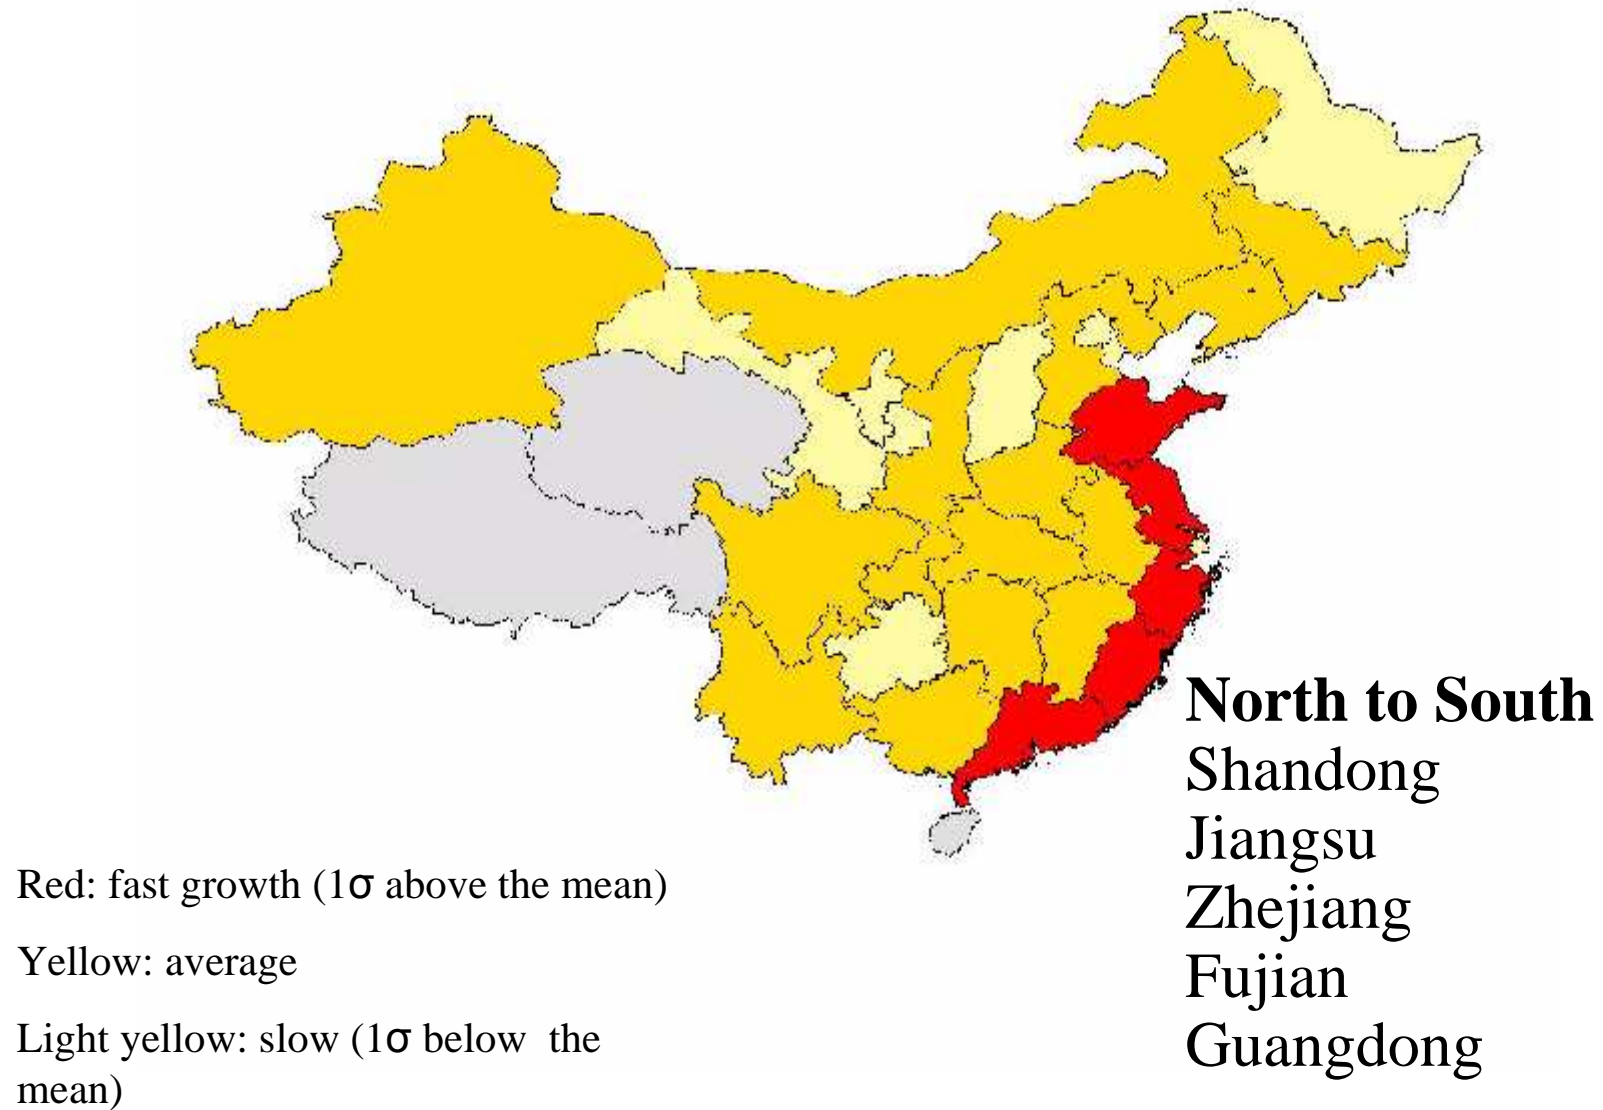 North to South
Shandong
Jiangsu
Zhejiang
Fujian
Guangdong
Red: fast growth (1σ above the mean)
Yellow: average
Light yellow: slow (1σ below the
mean)